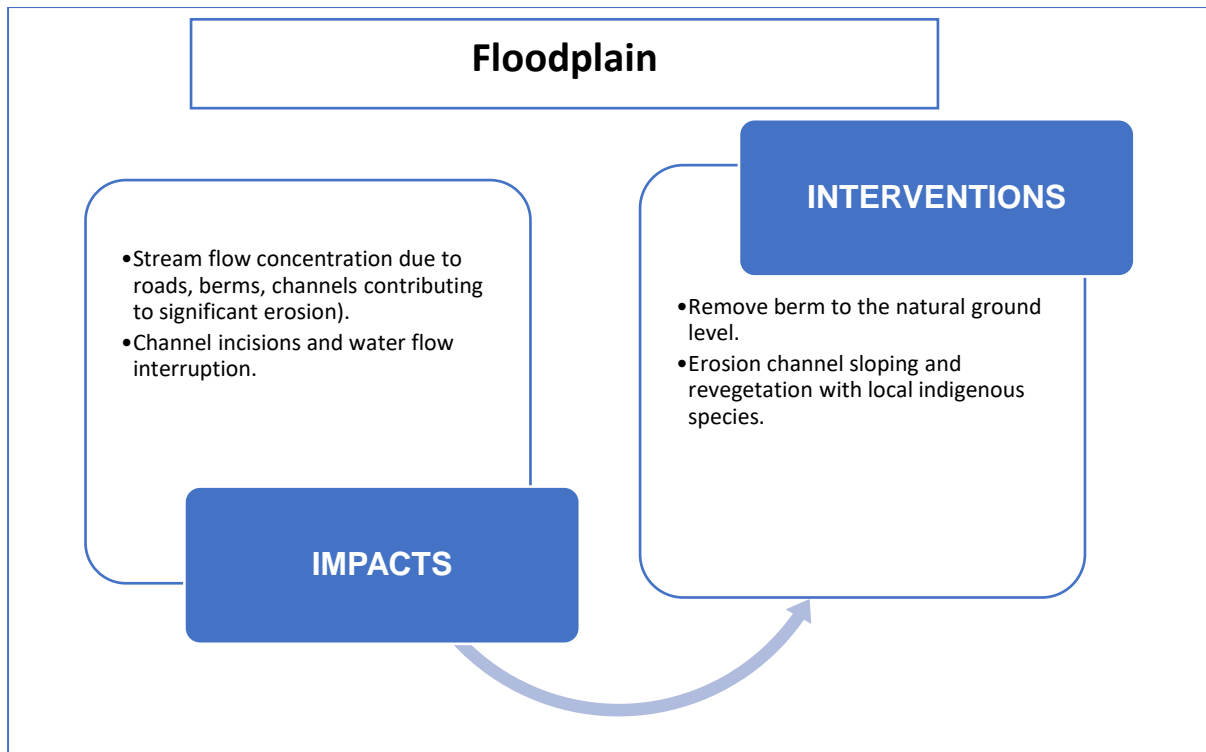 Floodplain
•Stream flow concentration due to
roads, berms, channels contributing
to significant erosion).
•Channel incisions and water flow
interruption.
IMPACTS
INTERVENTIONS
•Remove berm to the natural ground
level.
•Erosion channel sloping and
revegetation with local indigenous
species.